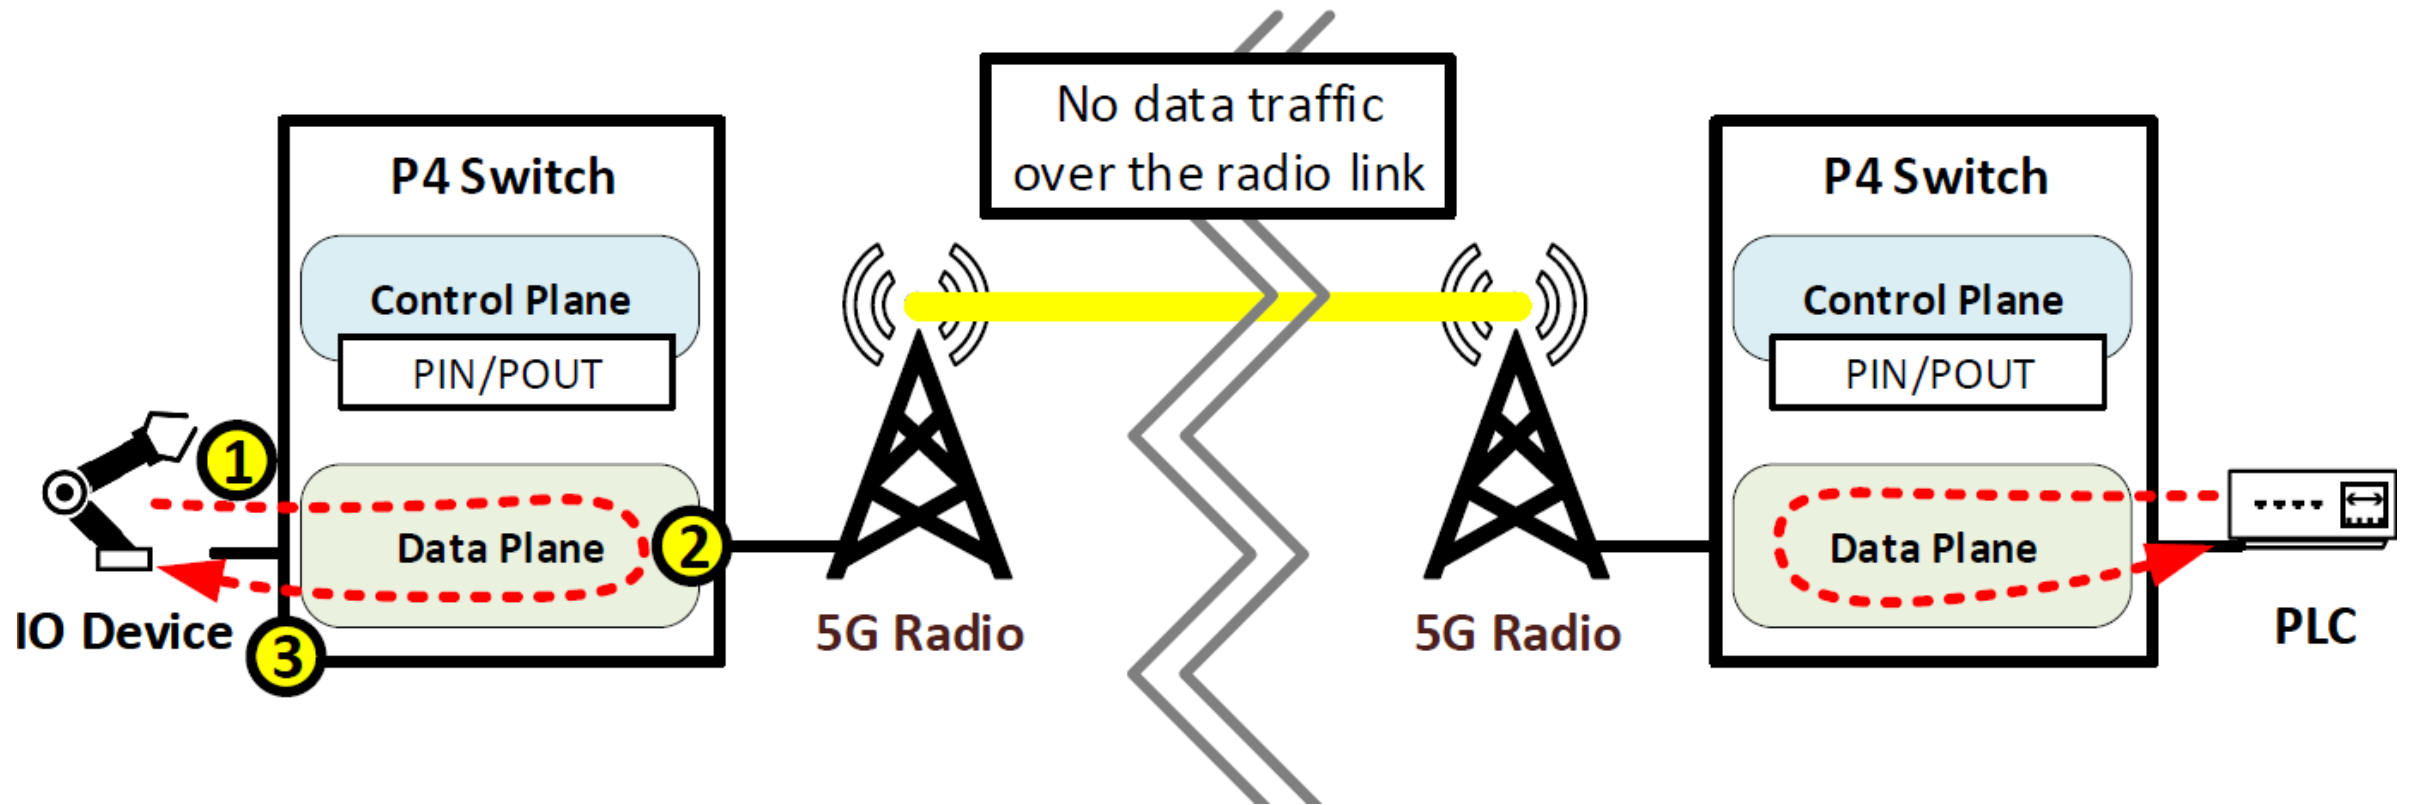 No data traffic
over the radio link
P4 Switch
P4 Switch
Control Plane
Control Plane
PIN/POUT
PIN/POUT
1
Data Plane
2
Data Plane
IO Device
3
5G Radio
5G Radio
PLC